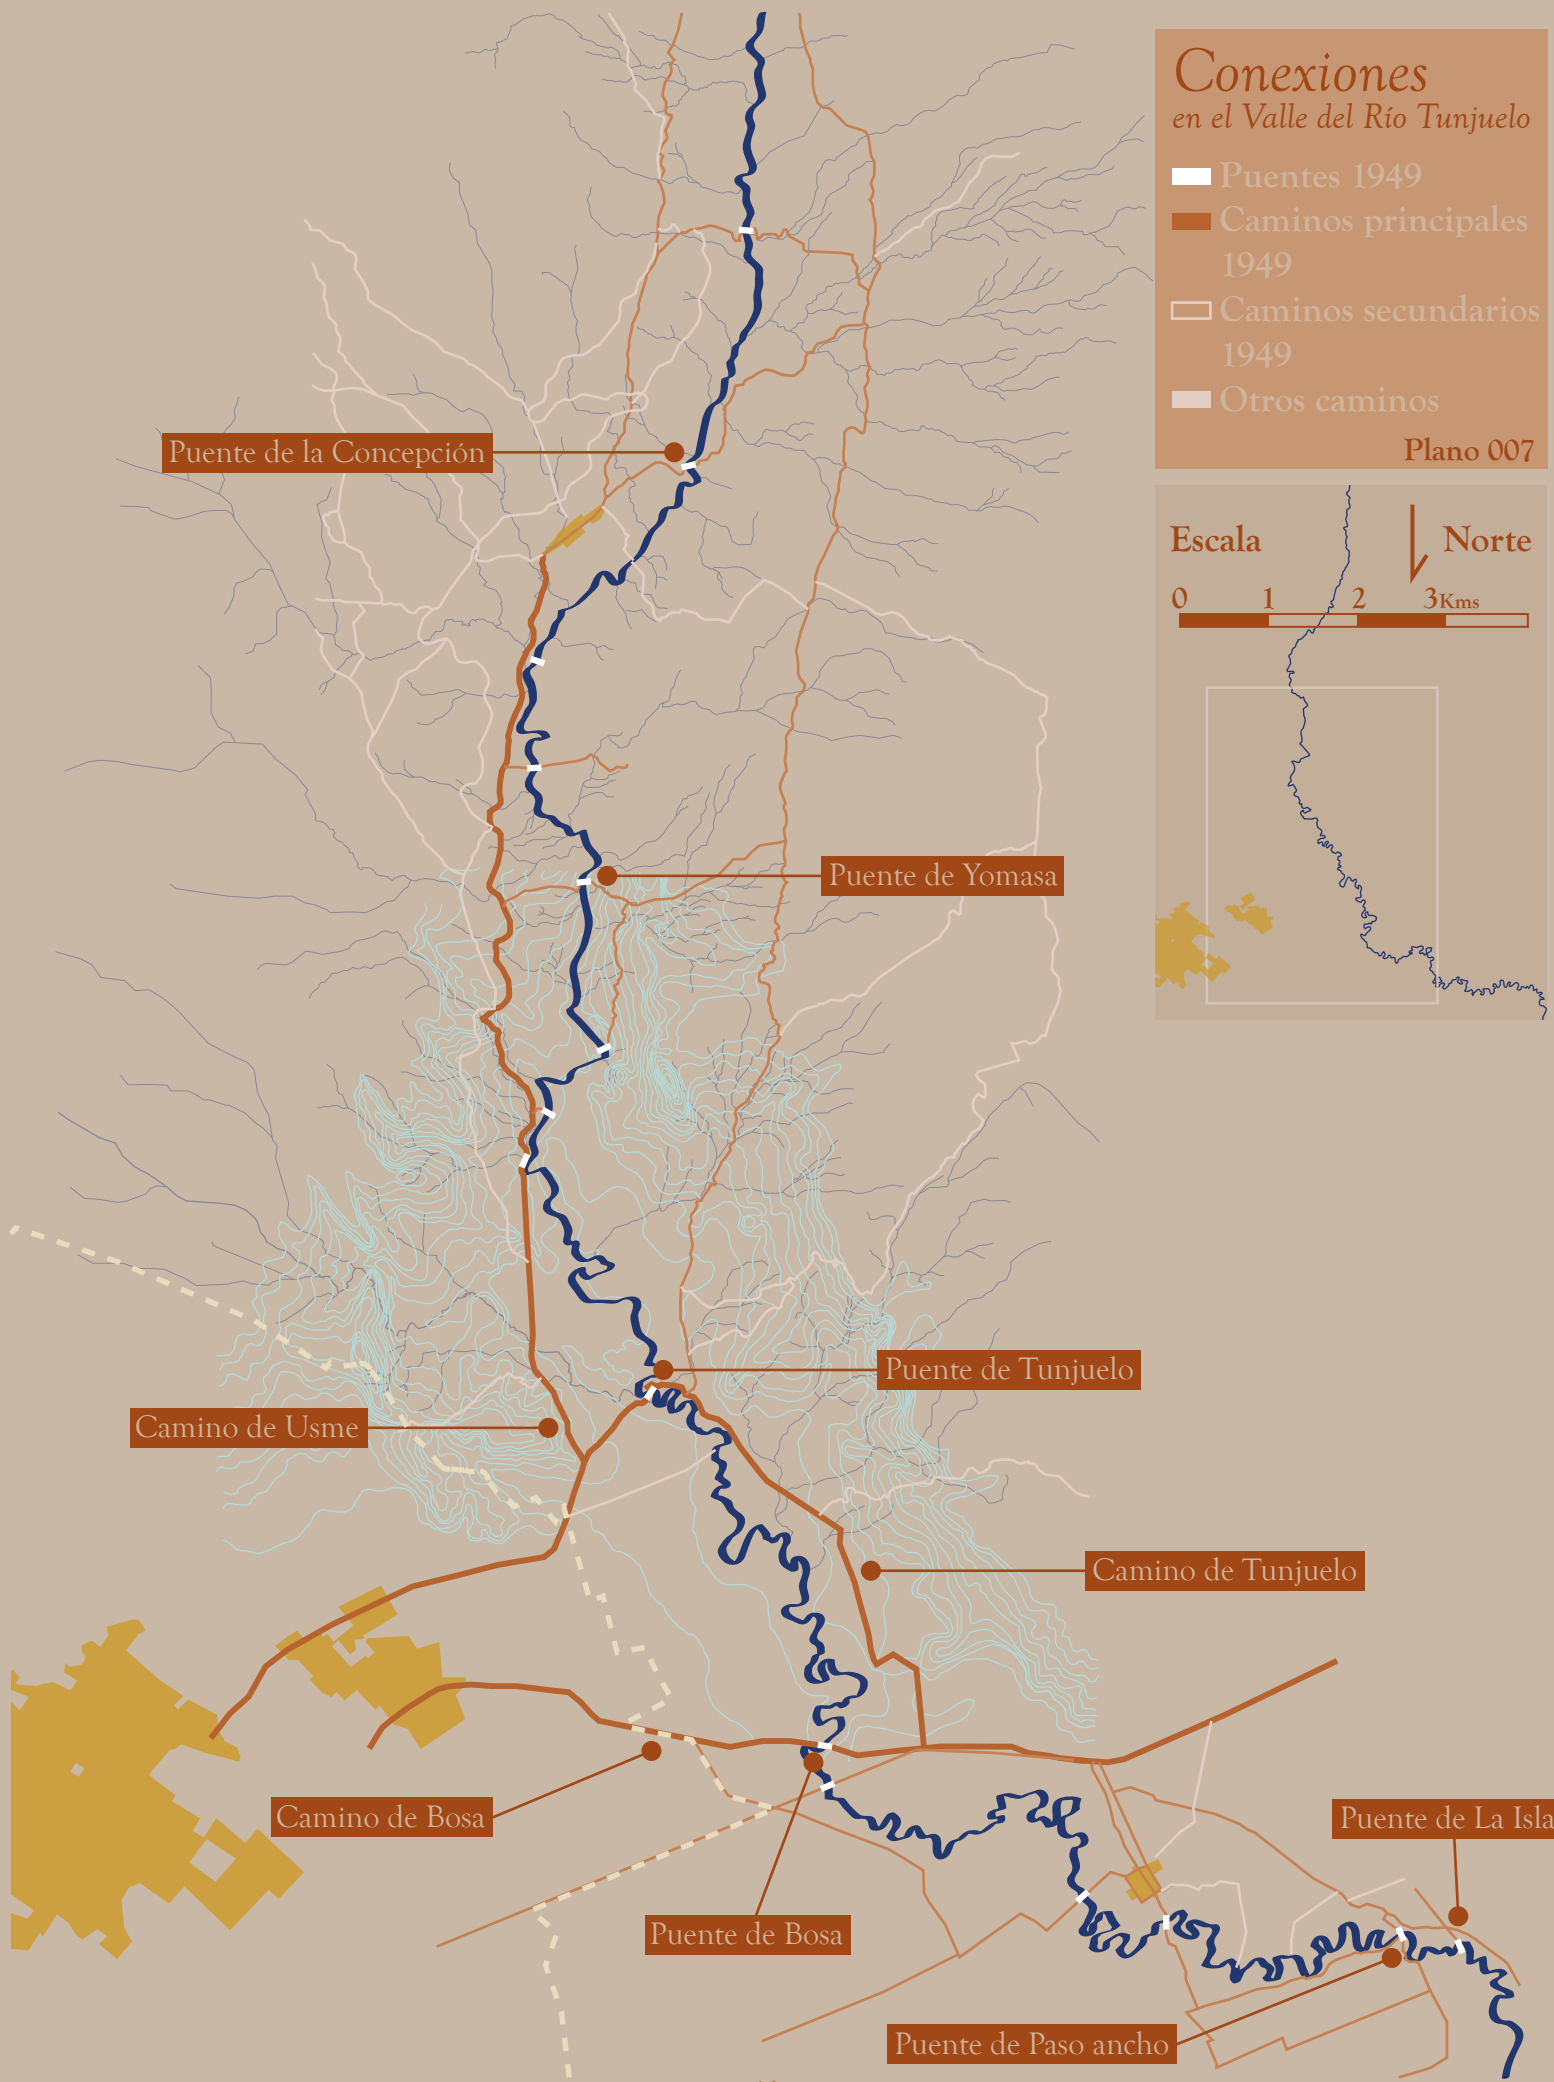 Conexiones
en el Valle del Río Tunjuelo
Puentes 1949
Caminos principales
1949
Caminos secundarios
1949
Otros caminos
Plano 007
Escala
Norte
0 1 2 3Kms
Puente de la Concepción
Puente de Yomasa
Puente de Tunjuelo
Camino de Usme
Camino de Tunjuelo
Camino de Bosa
Puente de La Isla
Puente de Bosa
Puente de Paso ancho